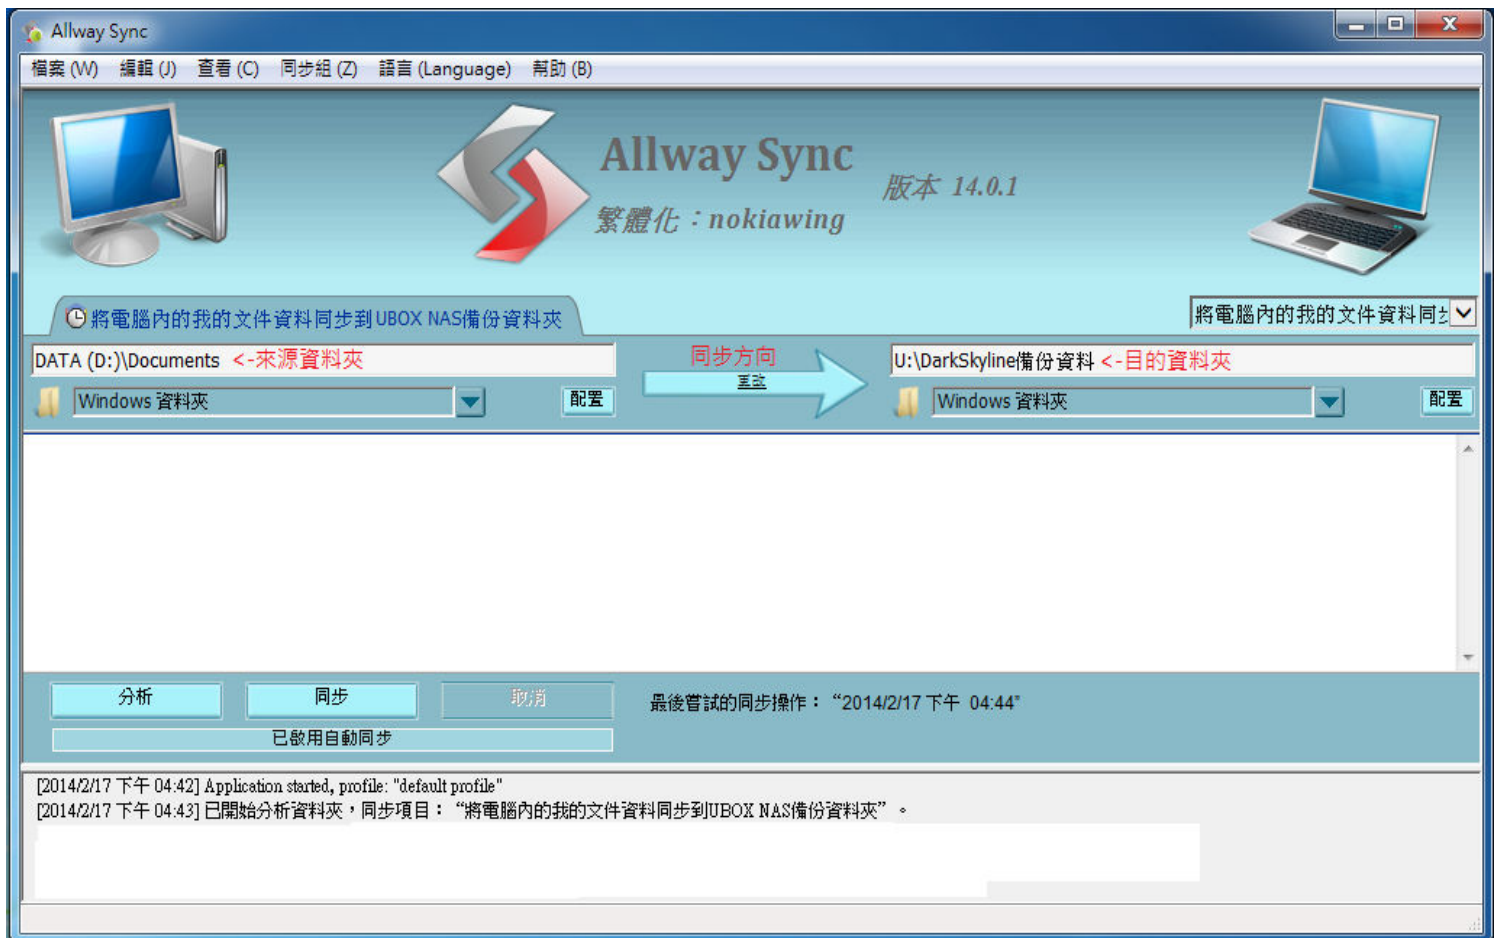 Allway Sync
檔案 (W) 編輯 (J) 查看 (C) 同步組 (Z) 語言 (Language) 幫助 (B)
Allway Sync
版本 14.0.1
繁體化：nokiawing
將電腦內的我的文件資料同步到UBOX NAS備份資料夾
將電腦內的我的文件資料同
DATA (D:)\Documents <-來源資料夾
同步方向
更改
U:\DarkSkyline備份資料 <-目的資料夾
Windows 資料夾
配置
Windows 資料夾
配置
分析
同步
取消
最後嘗試的同步操作：“2014/2/17 下午 04:44”
已啟用自動同步
[2014/2/17 下午 04:42] Application started, profile: "default profile"
[2014/2/17 下午 04:43] 已開始分析資料夾，同步項目：“將電腦內的我的文件資料同步到UBOX NAS備份資料夾”。